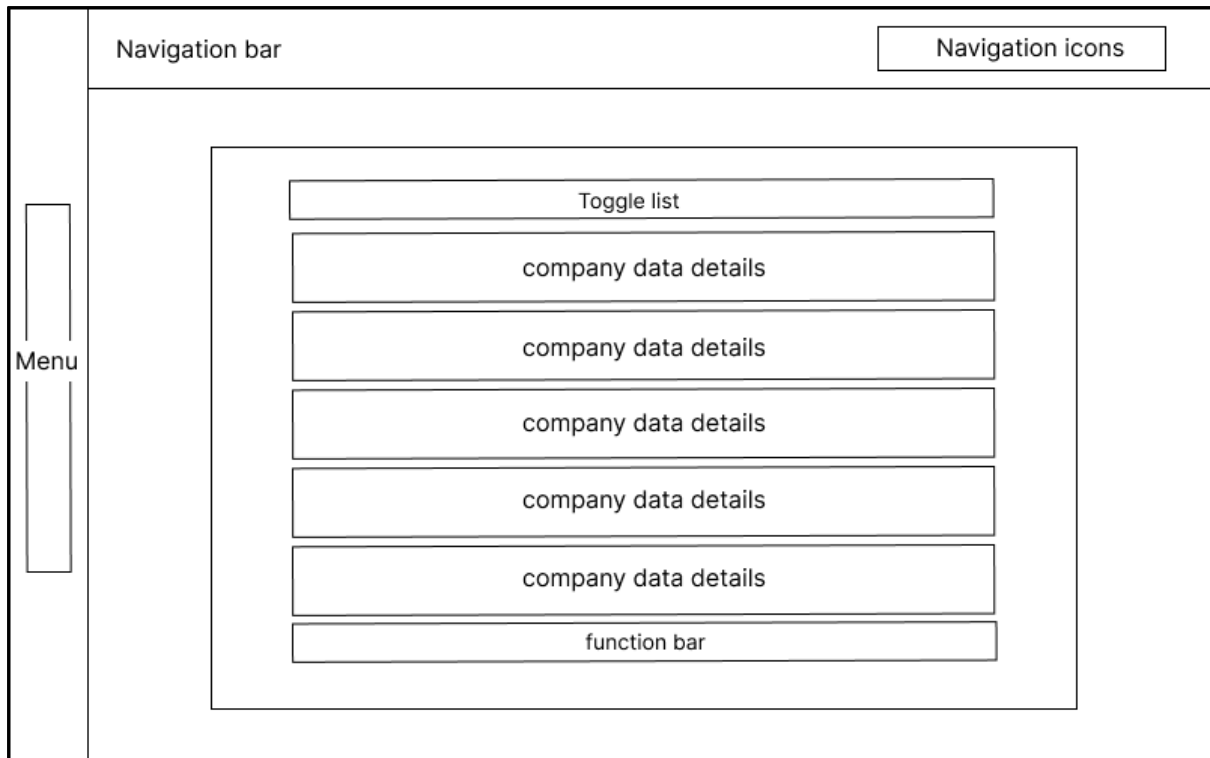 Navigation bar
Navigation icons
Toggle list
company data details
company data details
Menu
company data details
company data details
company data details
function bar